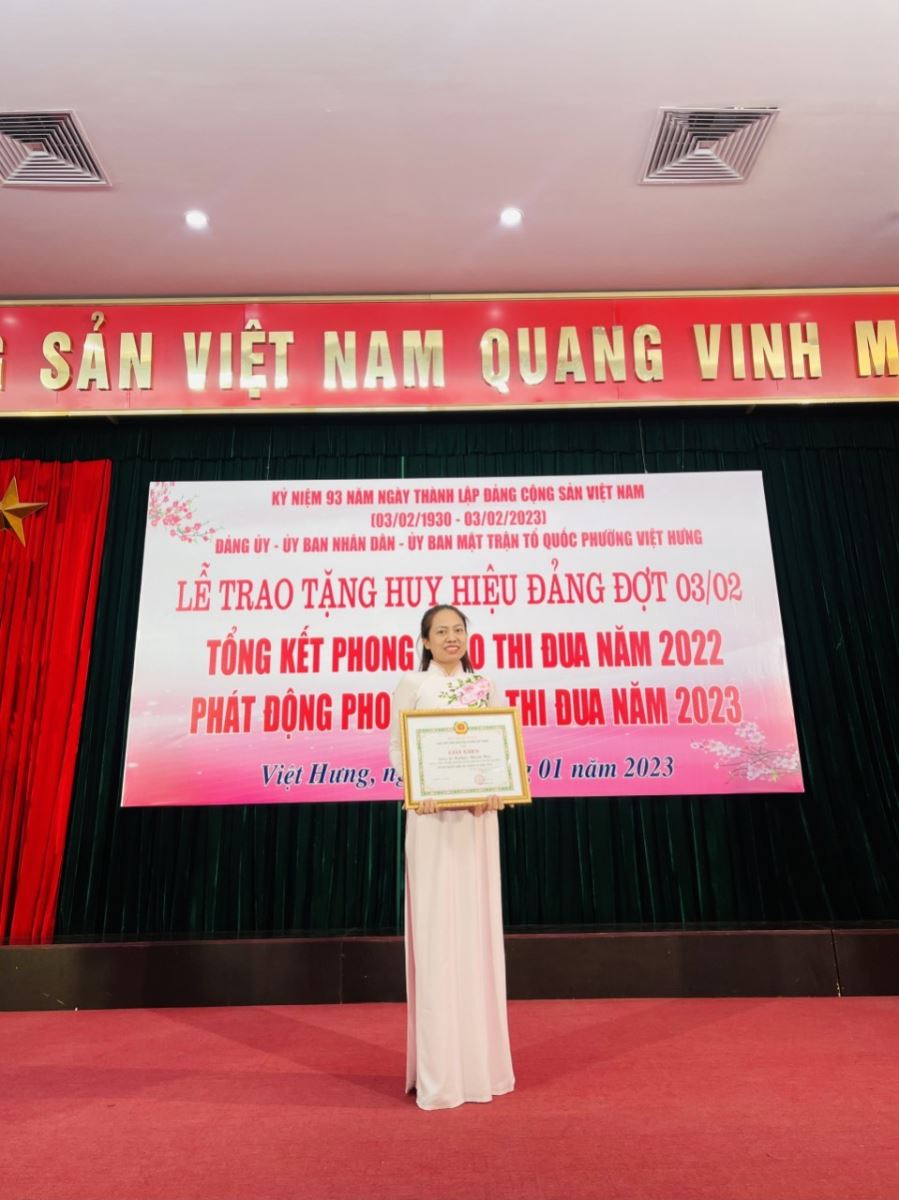 G SẢN VIỆT NAM QUANG VINH M
KỶ NIỆM 93 NĂM NGÀY THÀNH LẬP ĐẢNG CỘNG SẢN VIỆT NAM
(03/02/1930 - 03/02/2023)
ĐẢNG ỦY - ỦY BAN NHÂN DÂN - ỦY BAN MẶT TRẬN TỔ QUỐC PHƯỜNG VIỆT HƯNG
LỄ TRAO TẶNG HUY HIỆU ĐẢNG ĐỢT 03/02
TỔNG KẾT PHONG O THI ĐUA NĂM 2022
PHÁT ĐỘNG PHO THI ĐUA NĂM 2023
Việt Hưng, ng 01 năm 2023
GIẤY KHEN